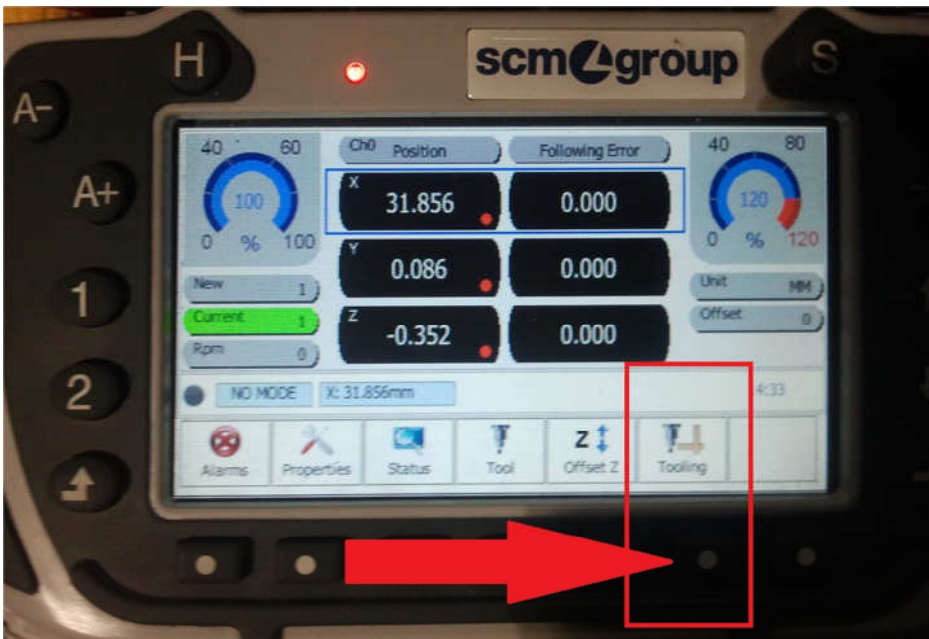 H
scm group
S
A-
A+
1
2
40 60
100
0 % 100
Ch0 Position
Following Error
40 80
120
0 % 120
X
31.856
0.000
Y
0.086
0.000
Z
-0.352
0.000
New 1
Current 1
Rpm 0
Unit MM
Offset 0
NO MODE
X: 31.856mm
4:33
Alarms
Properties
Status
Tool
Z
Offset Z
Tooling